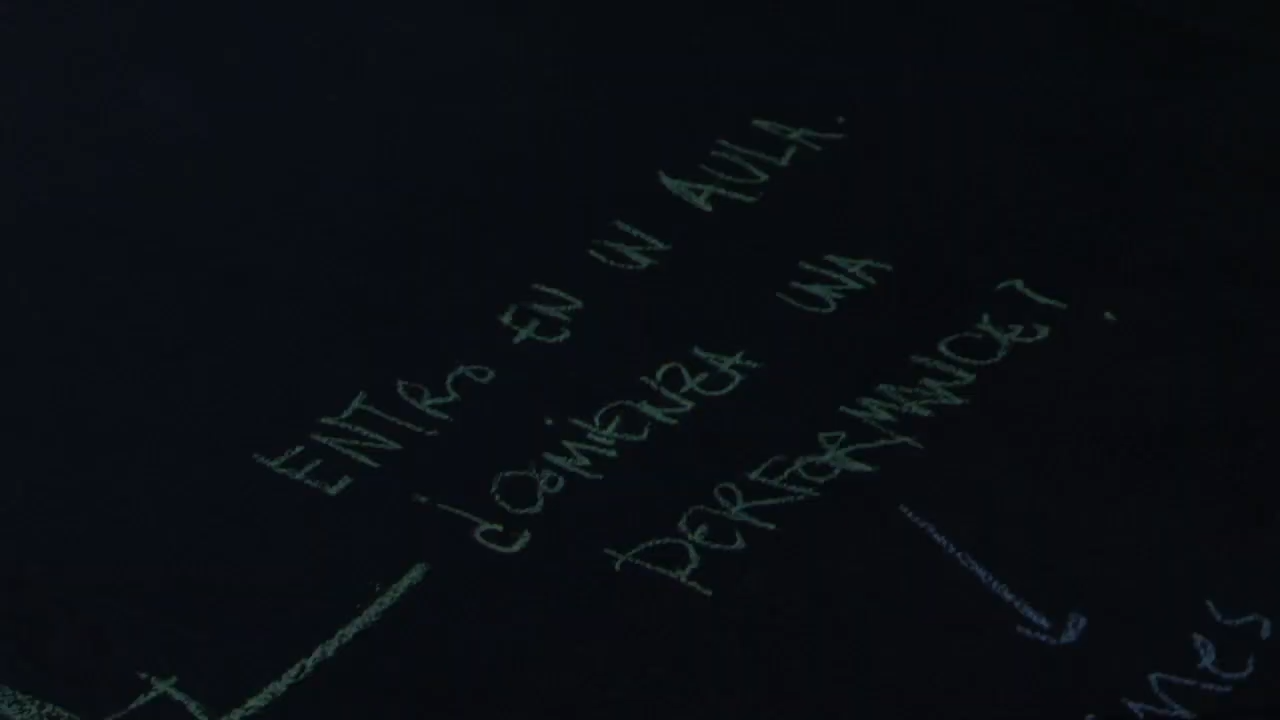 ENTRO EN UN AULA.
¿COMIENZA UNA
PERFORMANCE?